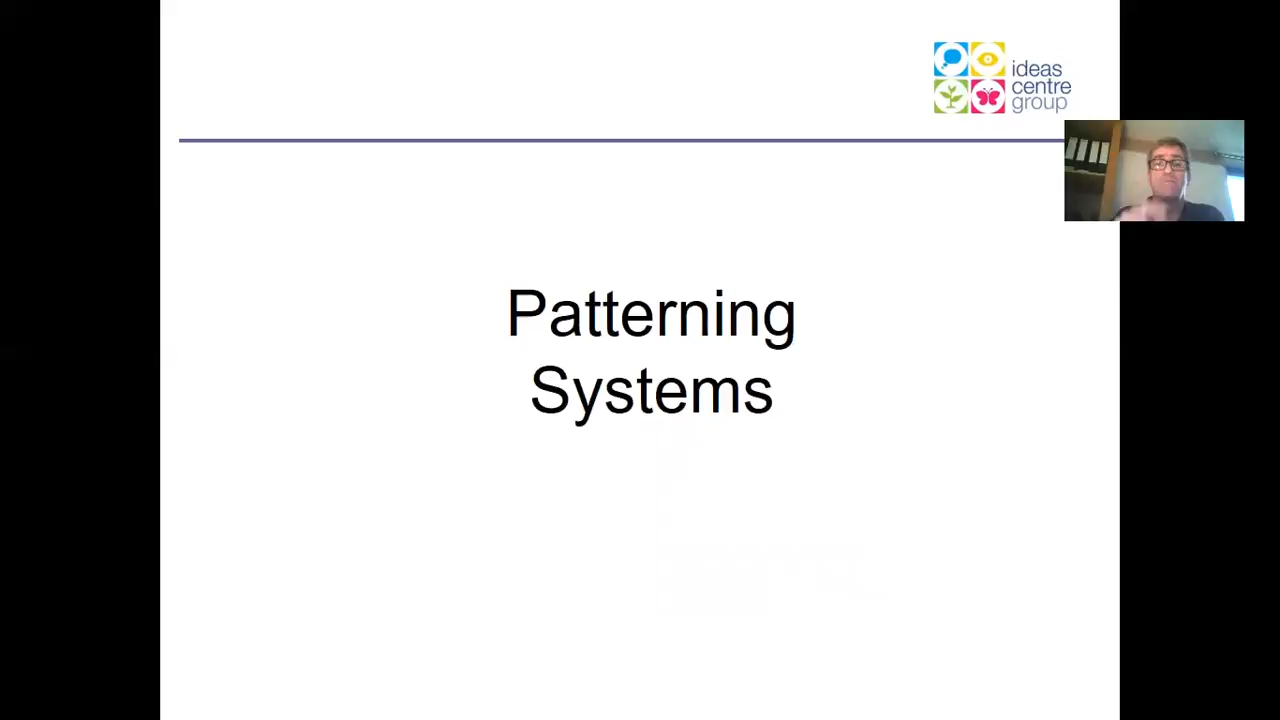 ideas
centre
group
Patterning
Systems